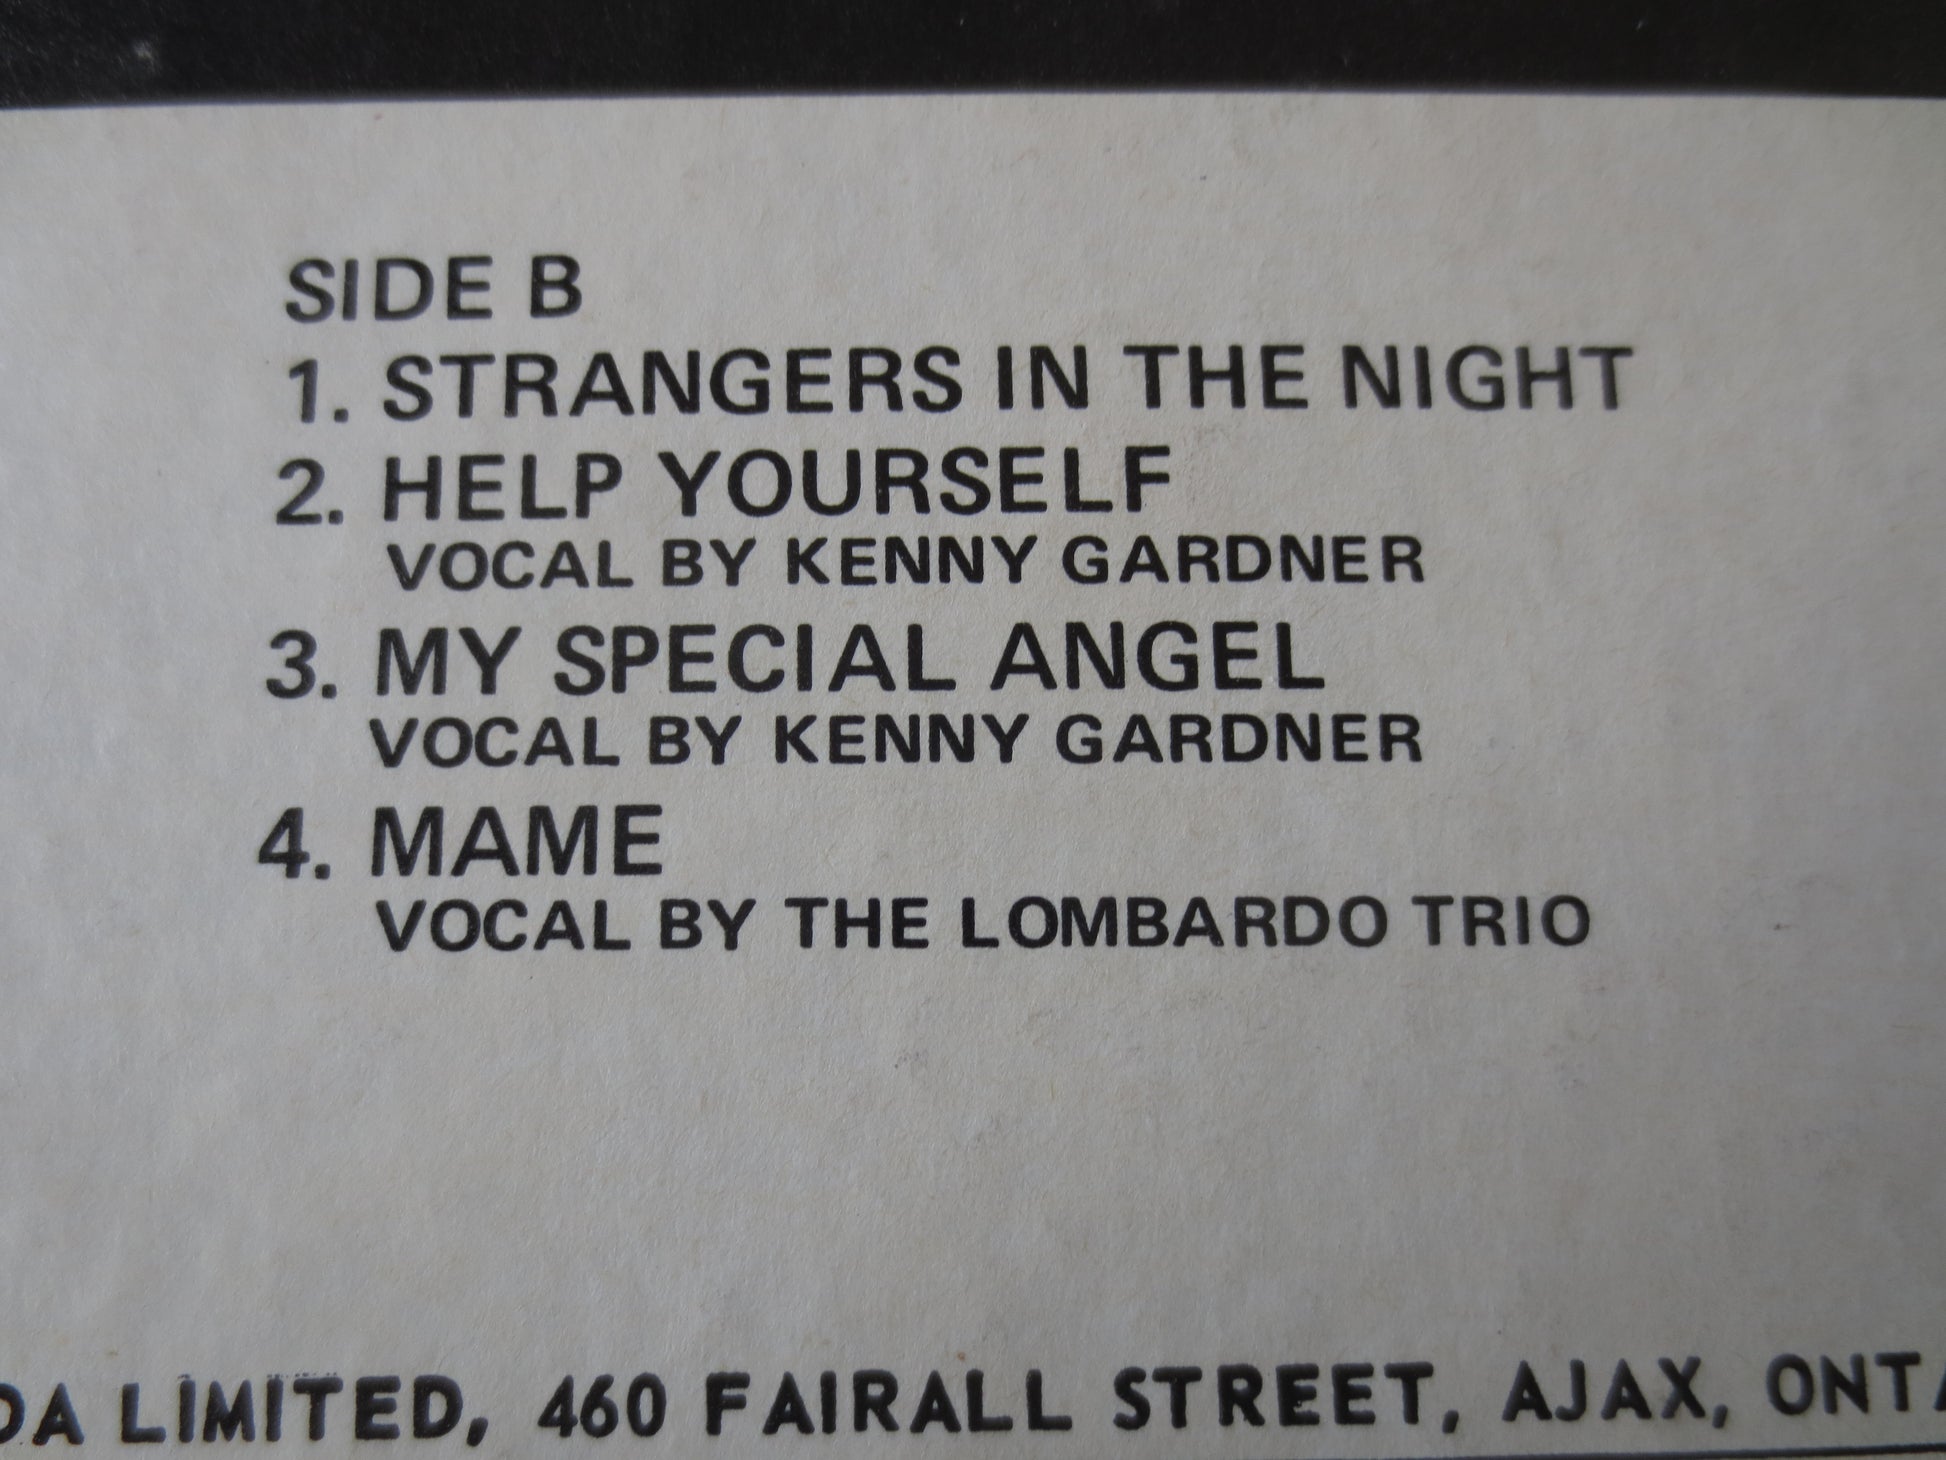 SIDE B
1. STRANGERS IN THE NIGHT
2. HELP YOURSELF
VOCAL BY KENNY GARDNER
3. MY SPECIAL ANGEL
VOCAL BY KENNY GARDNER
4. MAME
VOCAL BY THE LOMBARDO TRIO
DA LIMITED, 460 FAIRALL STREET, AJAX, ONTA